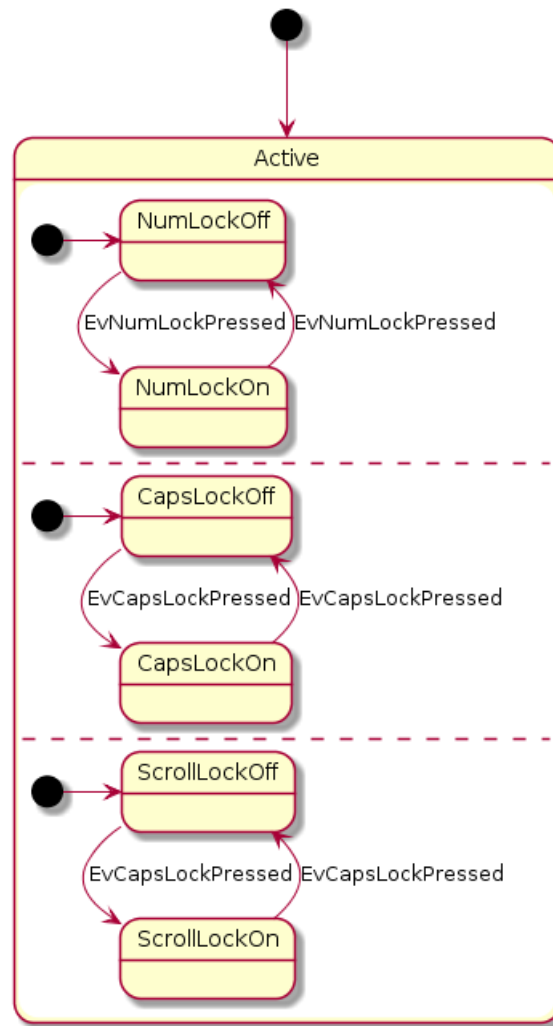 Active
NumLockOff
EvNumLockPressed EvNumLockPressed
NumLockOn
CapsLockOff
EvCapsLockPressed EvCapsLockPressed
CapsLockOn
ScrollLockOff
EvCapsLockPressed EvCapsLockPressed
ScrollLockOn